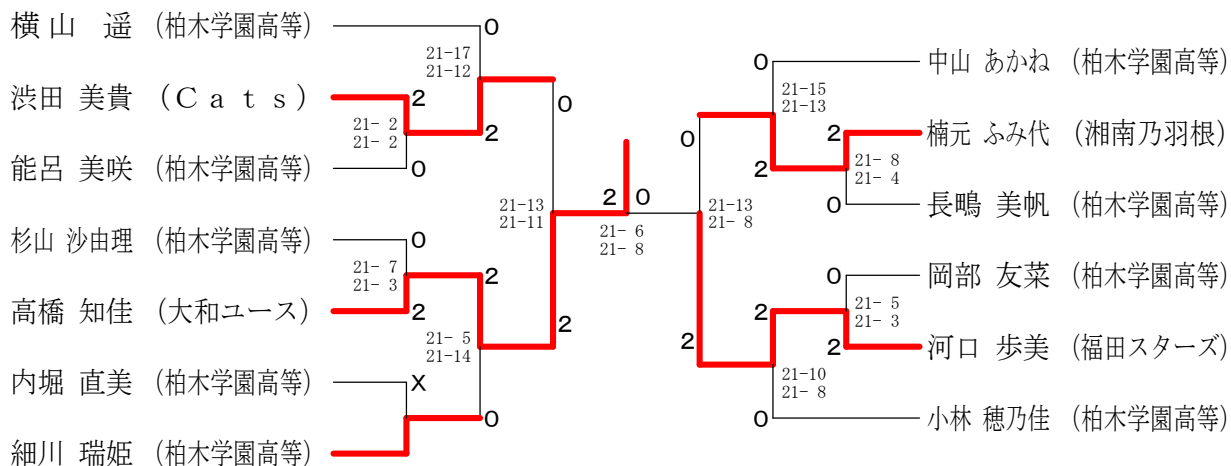 横山 遥 (柏木学園高等)
0
21-17
21-12
渋田 美貴 (Ｃａｔｓ)
2
21- 2
21- 2
2
0
能呂 美咲 (柏木学園高等)
0
21-13
21-11
杉山 沙由理 (柏木学園高等)
0
21- 7
21- 3
2
高橋 知佳 (大和ユース)
2
2
21- 5
21-14
内堀 直美 (柏木学園高等)
X
0
細川 瑞姫 (柏木学園高等)
2 0
21- 6
21- 8
0 中山 あかね (柏木学園高等)
21-15
21-13
0
2 楠元 ふみ代 (湘南乃羽根)
2
21- 8
21- 4
0 長鴫 美帆 (柏木学園高等)
21-13
21- 8
0 岡部 友菜 (柏木学園高等)
21- 5
21- 3
2
2
2 河口 歩美 (福田スターズ)
21-10
21- 8
0 小林 穂乃佳 (柏木学園高等)